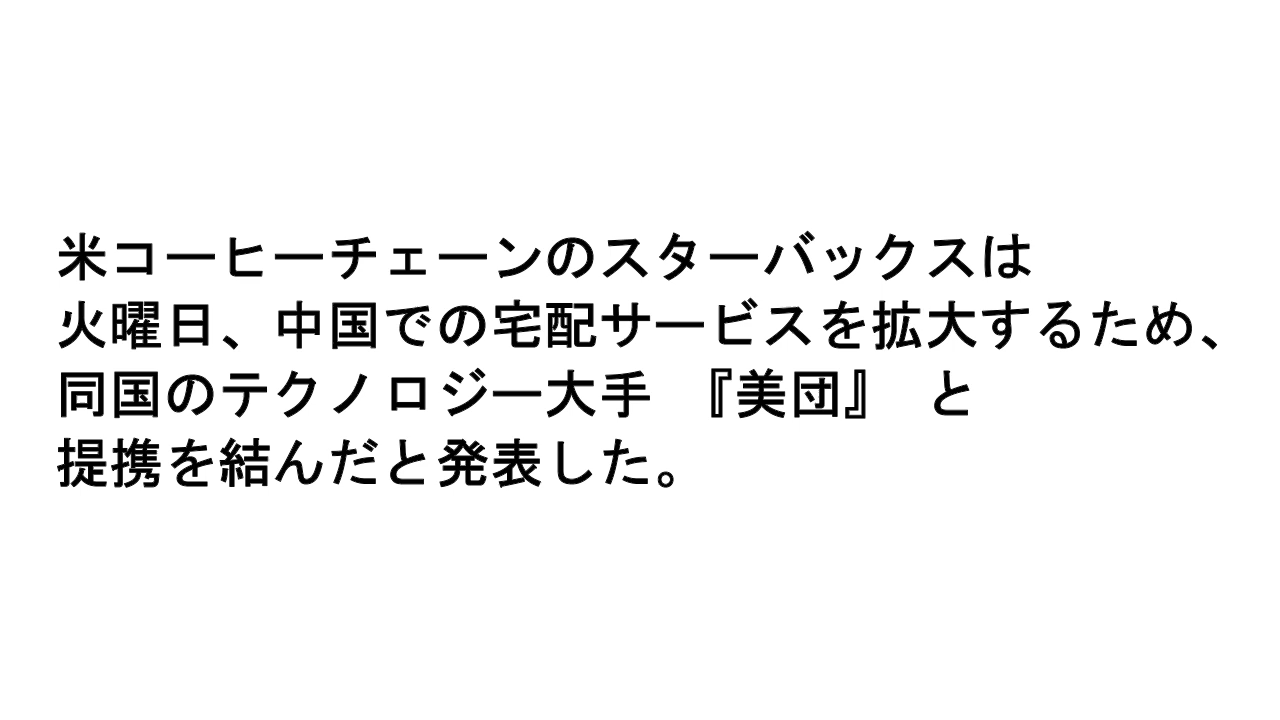 米コーヒーチェーンのスターバックスは
火曜日、中国での宅配サービスを拡大するため、
同国のテクノロジー大手　『美団』　と
提携を結んだと発表した。